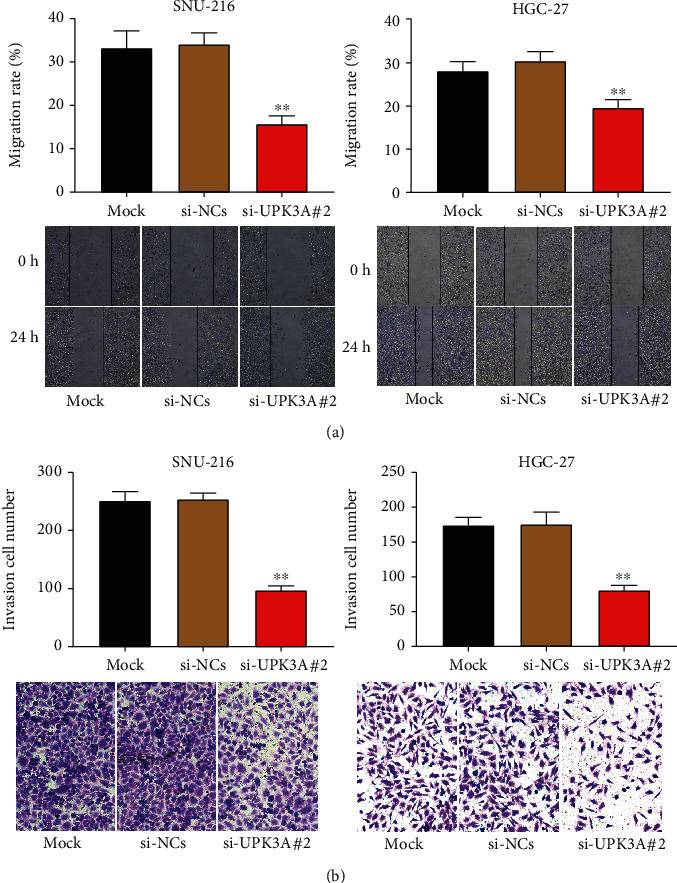 SNU-216
HGC-27
Migration rate (%)
40
30
20
10
0
**
Mock si-NCs si-UPK3A#2
Migration rate (%)
40
30
20
10
0
**
Mock si-NCs si-UPK3A#2
0 h
24 h
Mock si-NCs si-UPK3A#2
0 h
24 h
Mock si-NCs si-UPK3A#2
(a)
SNU-216
HGC-27
Invasion cell number
300
200
100
0
**
Mock si-NCs si-UPK3A#2
Invasion cell number
250
200
150
100
50
0
**
Mock si-NCs si-UPK3A#2
Mock si-NCs si-UPK3A#2
Mock si-NCs si-UPK3A#2
(b)